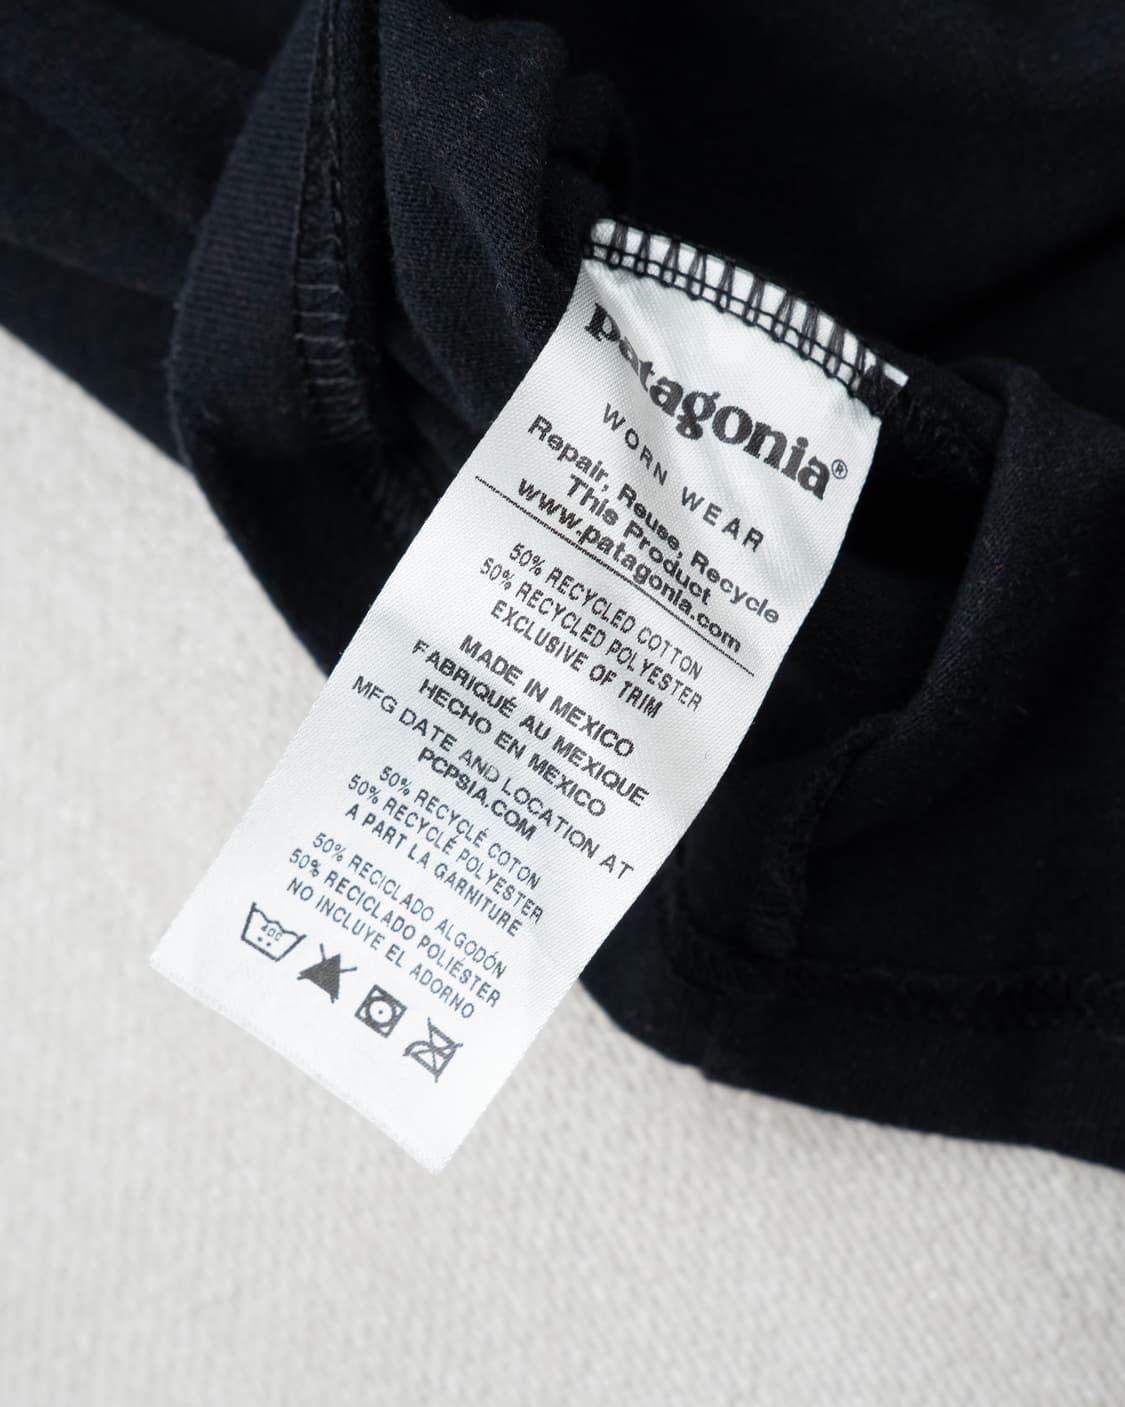 patagonia®
WORN WEAR
Repair, Reuse, Recycle
This Product
www.patagonia.com
50% RECYCLED COTTON
50% RECYCLED POLYESTER
EXCLUSIVE OF TRIM
MADE IN MEXICO
FABRIQUÉ AU MEXIQUE
HECHO EN MEXICO
MFG DATE AND LOCATION AT
PCPSIA.COM
50% RECYCLÉ COTON
50% RECYCLÉ POLYESTER
A PART LA GARNITURE
50% RECICLADO ALGODÓN
50% RECICLADO POLIÉSTER
NO INCLUYE EL ADORNO